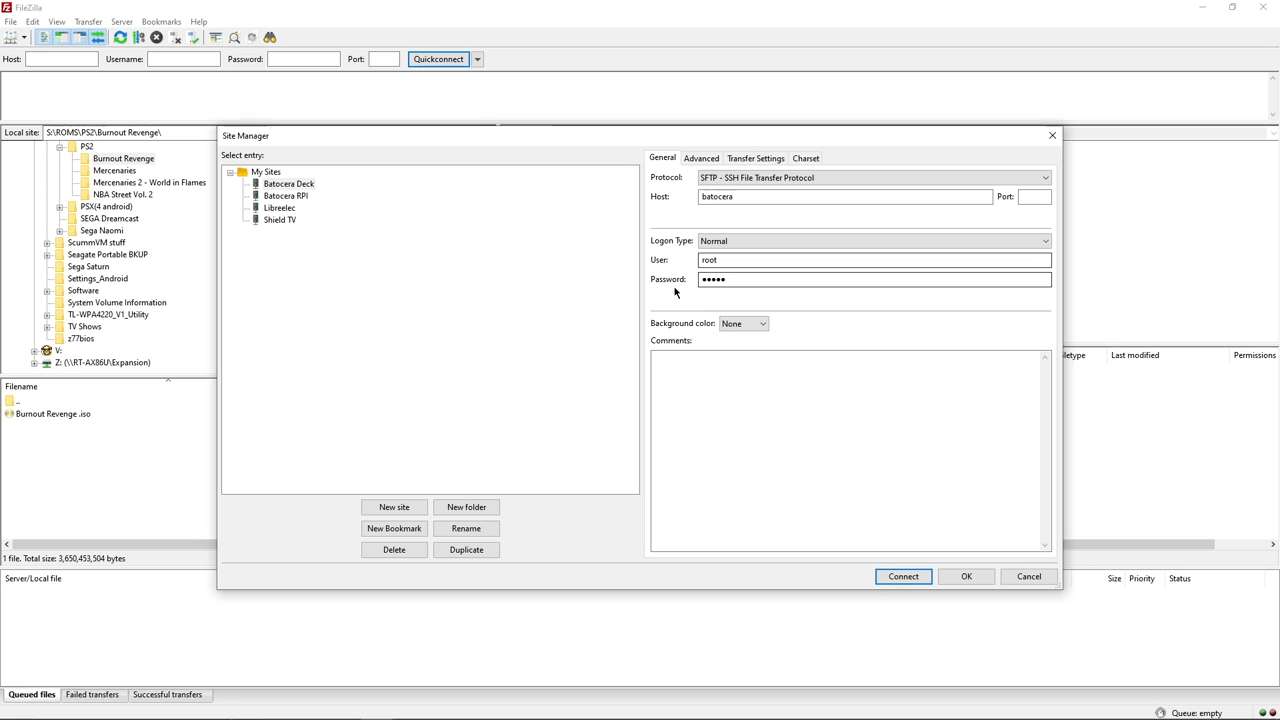 FileZilla
File Edit View Transfer Server Bookmarks Help
Host: Username: Password: Port: Quickconnect
Local site: S:\ROMS\PS2\Burnout Revenge\
PS2
Burnout Revenge
Mercenaries
Mercenaries 2 - World in Flames
NBA Street Vol. 2
PSX(4 android)
SEGA Dreamcast
Sega Naomi
ScummVM stuff
Seagate Portable BKUP
Sega Saturn
Settings_Android
Software
System Volume Information
TL-WPA4220_V1_Utility
TV Shows
z77bios
V:
Z: (\\RT-AX86U\Expansion)
Filename
..
Burnout Revenge .iso
1 file. Total size: 3,650,453,504 bytes
Site Manager
Select entry:
My Sites
Batocera Deck
Batocera RPI
Libreelec
Shield TV
New site New folder
New Bookmark Rename
Delete Duplicate
General Advanced Transfer Settings Charset
Protocol: SFTP - SSH File Transfer Protocol
Host: batocera Port:
Logon Type: Normal
User: root
Password: •••••
Background color: None
Comments:
Connect OK Cancel
letype Last modified Permissions
Server/Local file Size Priority Status
Queued files Failed transfers Successful transfers
Queue: empty